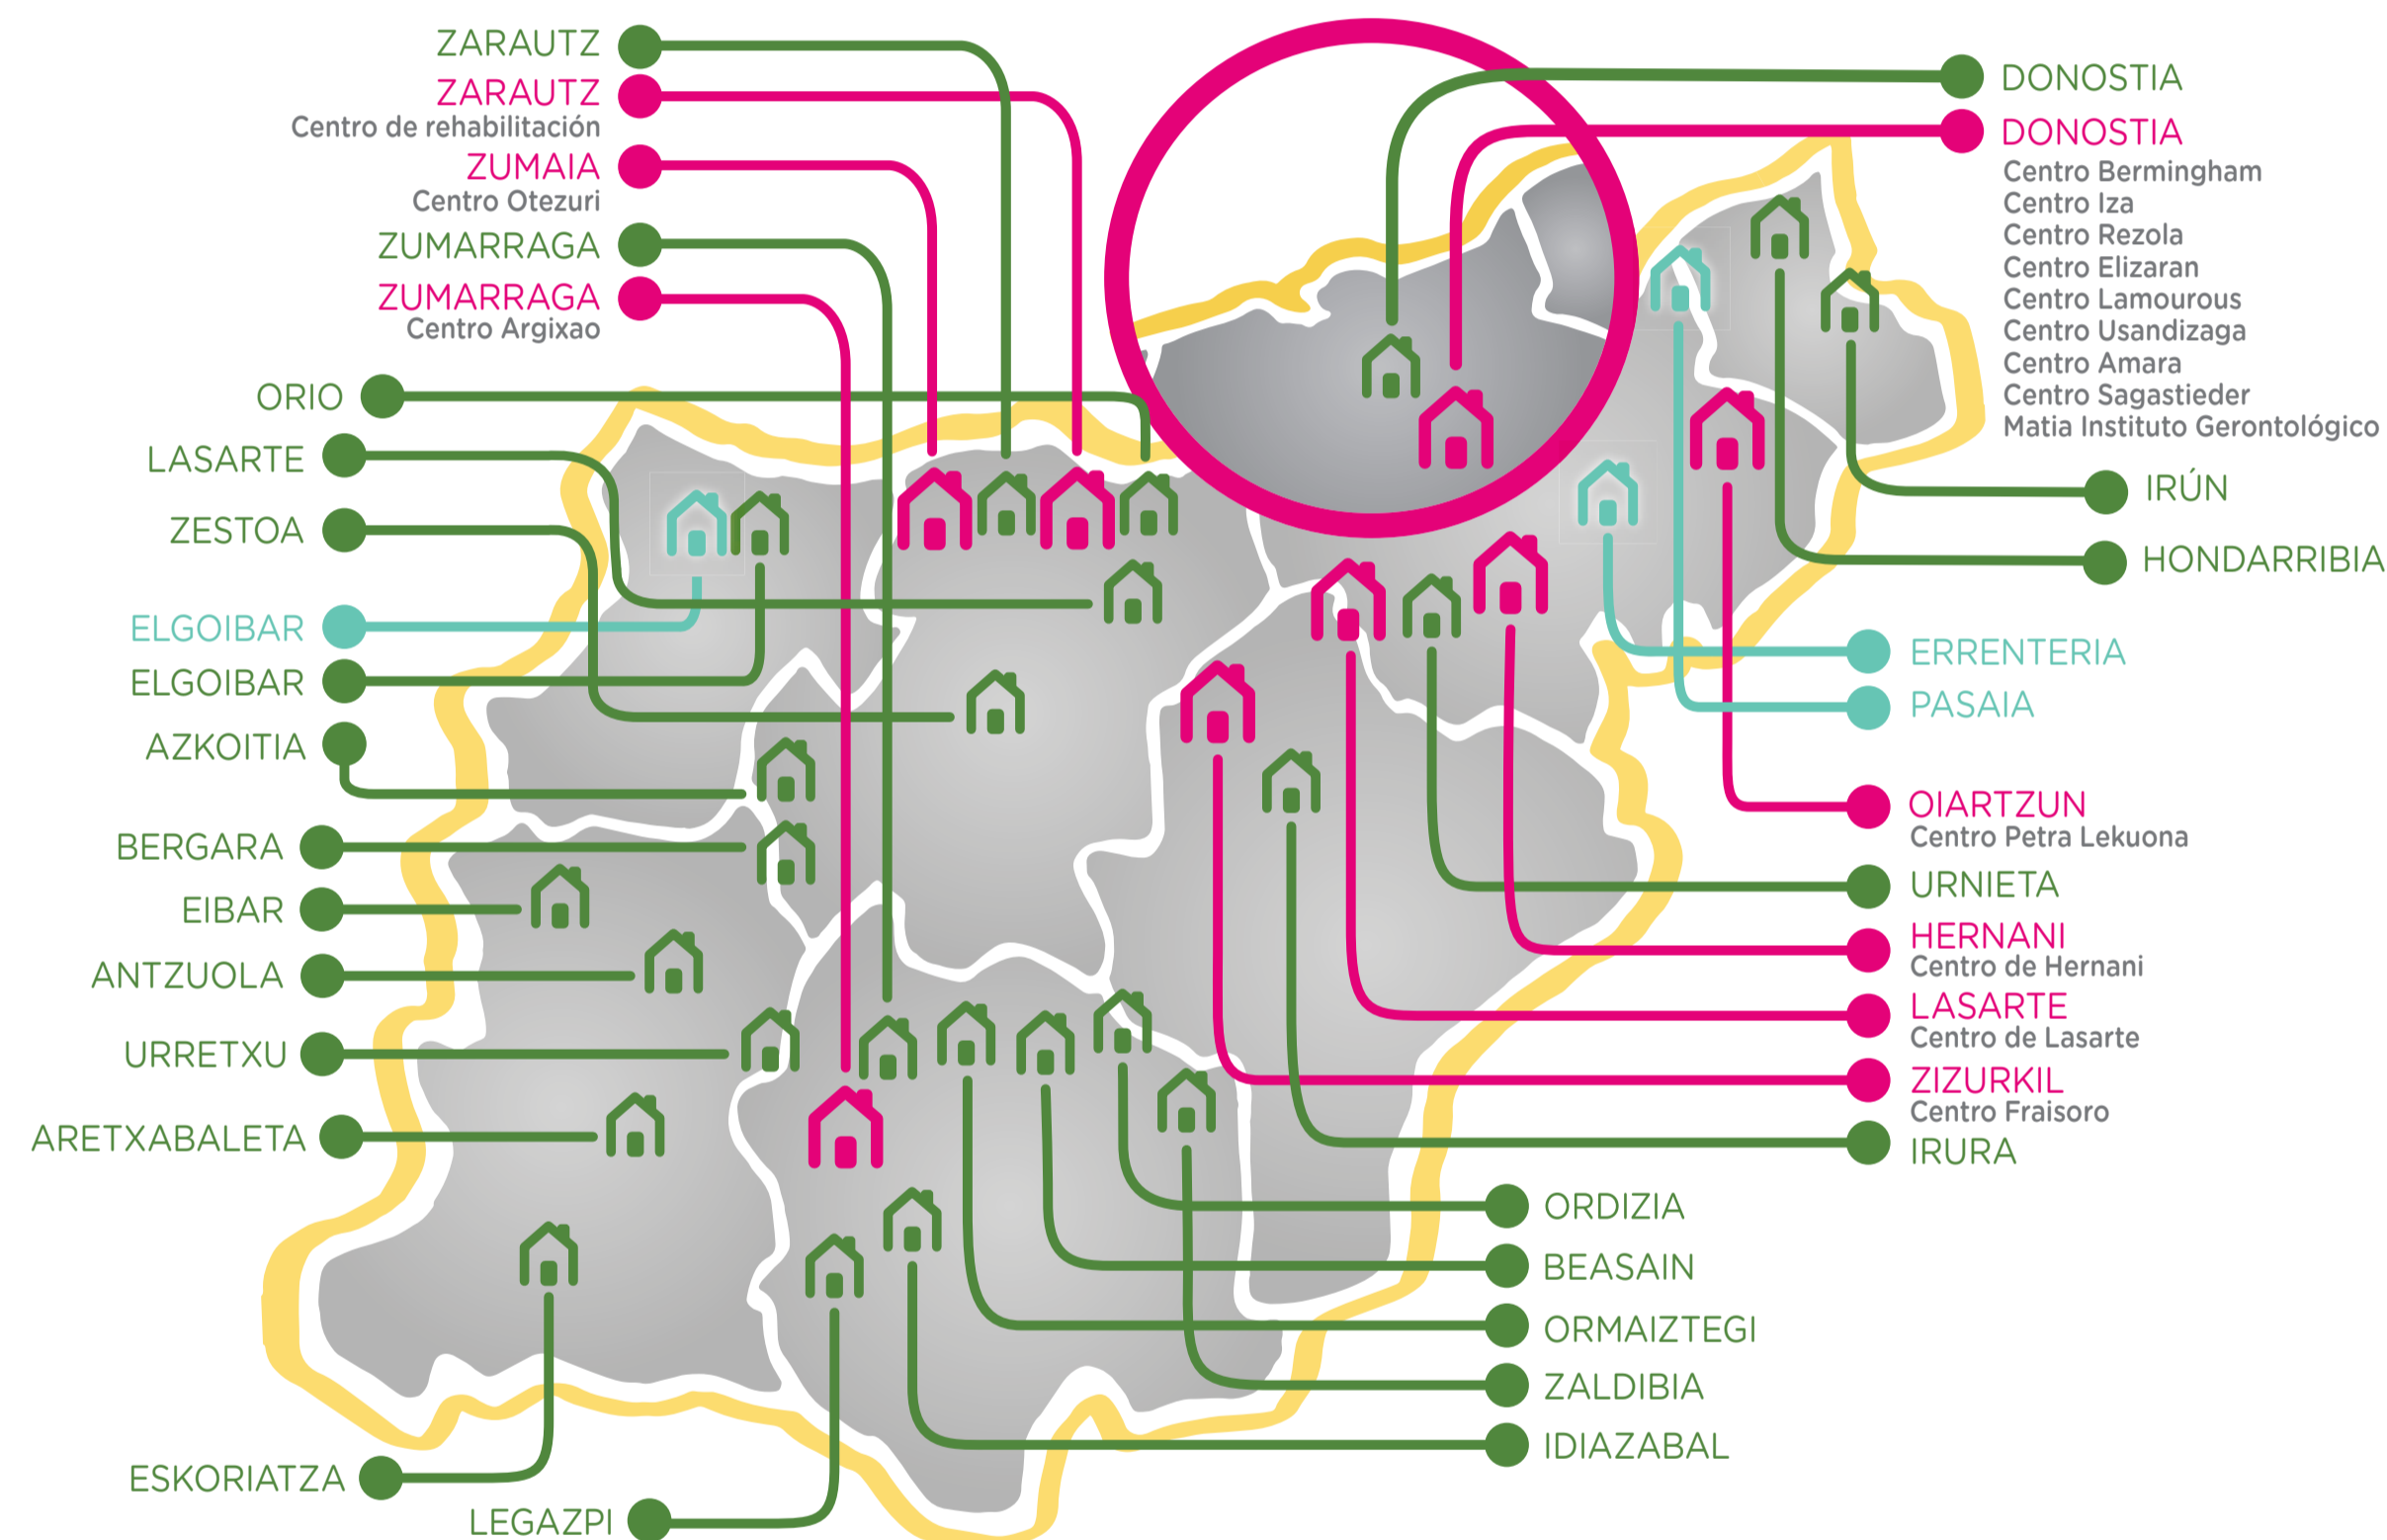 ZARAUTZ
ZARAUTZ
Centro de rehabilitación
ZUMAIA
Centro Otezuri
ZUMARRAGA
ZUMARRAGA
Centro Argixao
ORIO
LASARTE
ZESTOA
ELGOIBAR
ELGOIBAR
AZKOITIA
BERGARA
EIBAR
ANTZUOLA
URRETXU
ARETXABALETA
ESKORIATZA
LEGAZPI
DONOSTIA
DONOSTIA
Centro Bermingham
Centro Iza
Centro Rezola
Centro Elizaran
Centro Lamourous
Centro Usandizaga
Centro Amara
Centro Sagastieder
Matia Instituto Gerontológico
IRÚN
HONDARRIBIA
ERRENTERIA
PASAIA
OIARTZUN
Centro Petra Lekuona
URNIETA
HERNANI
Centro de Hernani
LASARTE
Centro de Lasarte
ZIZURKIL
Centro Fraisoro
IRURA
ORDIZIA
BEASAIN
ORMAIZTEGI
ZALDIBIA
IDIAZABAL